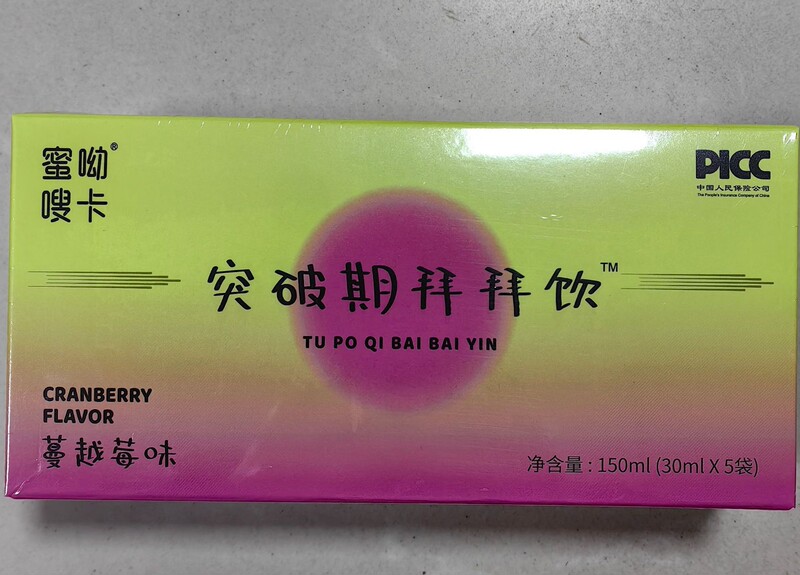 蜜呦®
嗖卡
PICC
中国人民保险公司
The People's Insurance Company of China
突破期拜拜饮™
TU PO QI BAI BAI YIN
CRANBERRY
FLAVOR
蔓越莓味
净含量 : 150ml (30ml X 5袋)